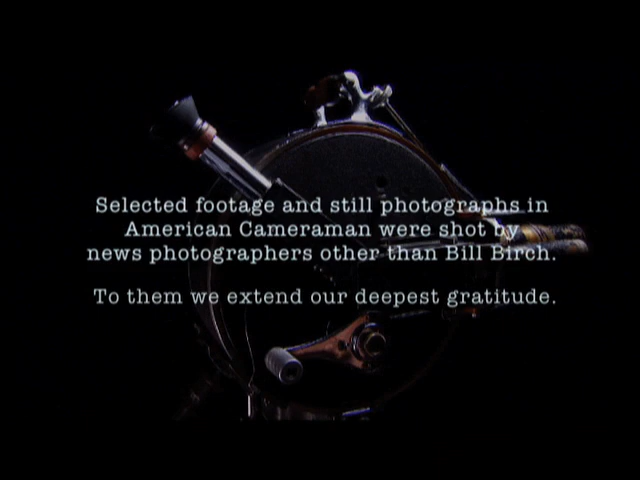 Selected footage and still photographs in
American Cameraman were shot by
news photographers other than Bill Birch.
To them we extend our deepest gratitude.